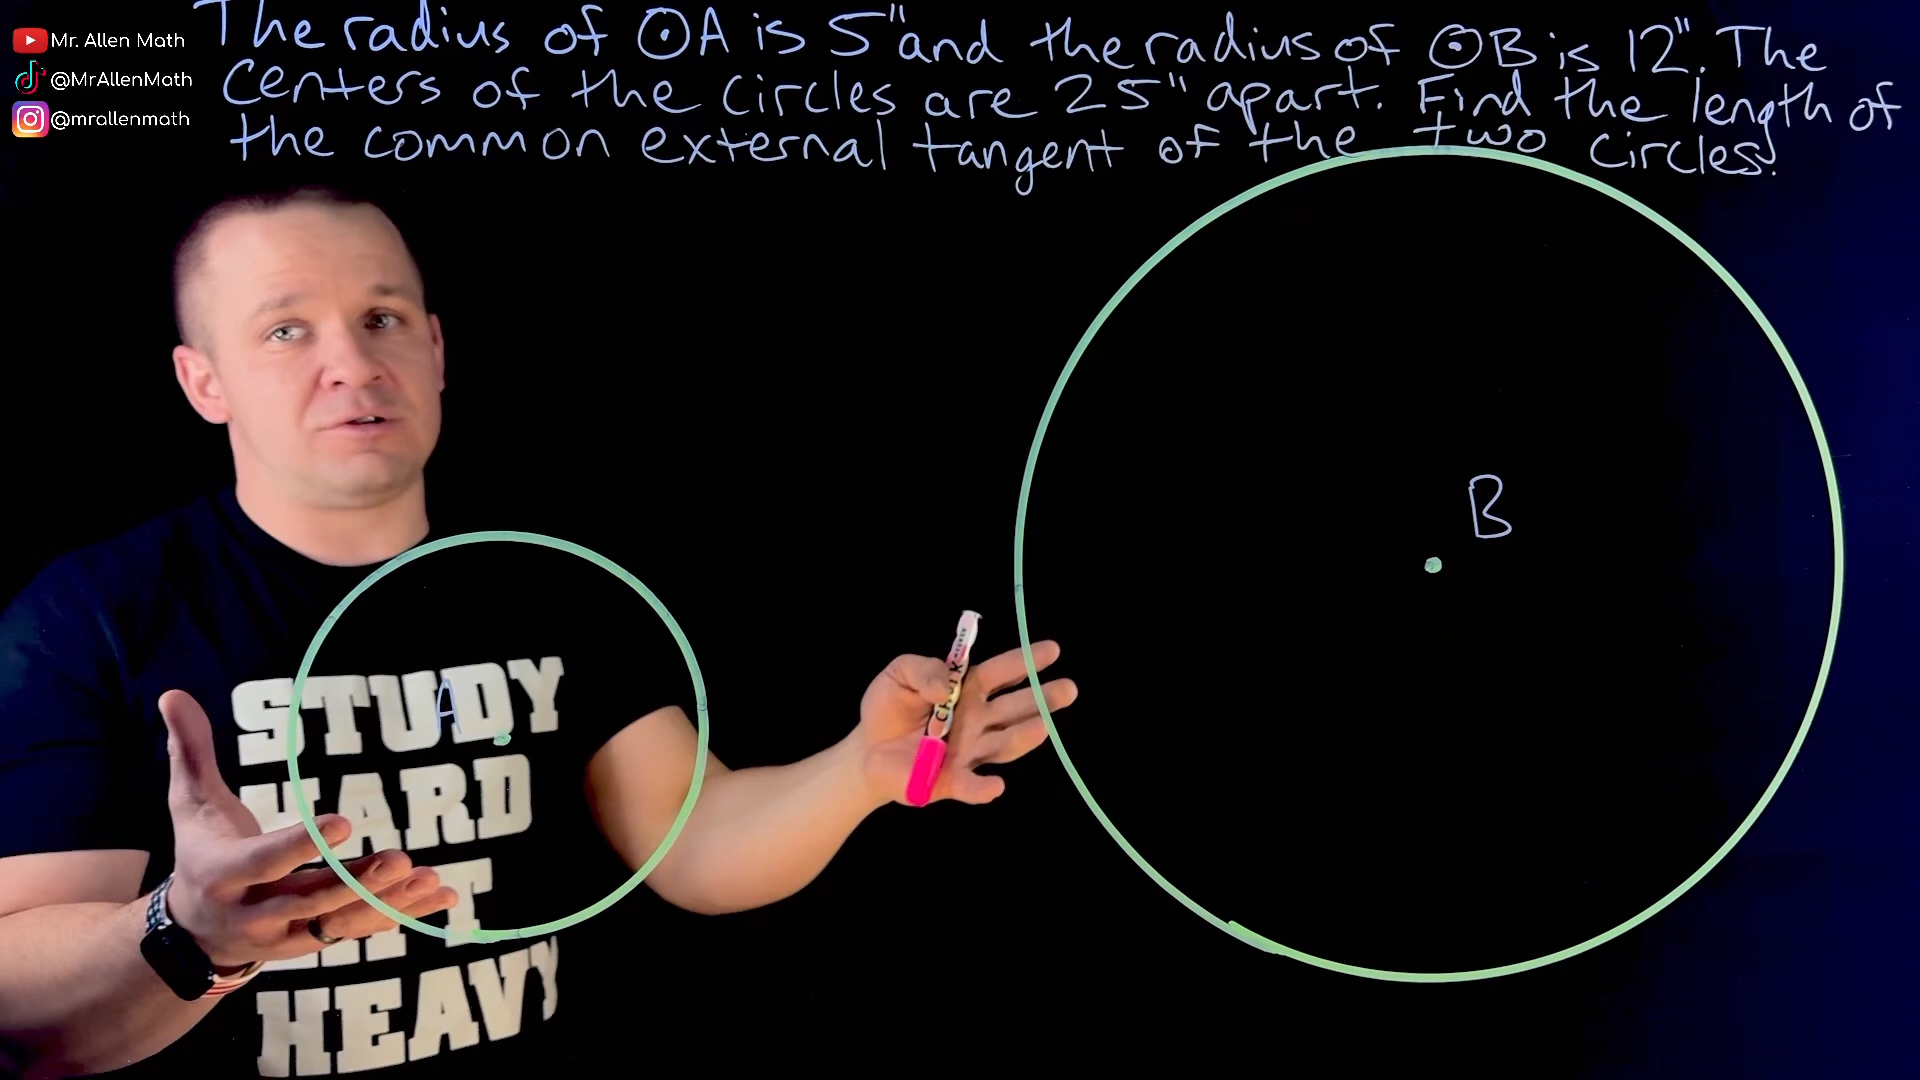 Mr. Allen Math
@MrAllenMath
@mrallenmath
The radius of ⊙A is 5" and the radius of ⊙B is 12". The
centers of the circles are 25" apart. Find the length of
the common external tangent of the two circles.
B
A
STUDY
HARD
HEAVY